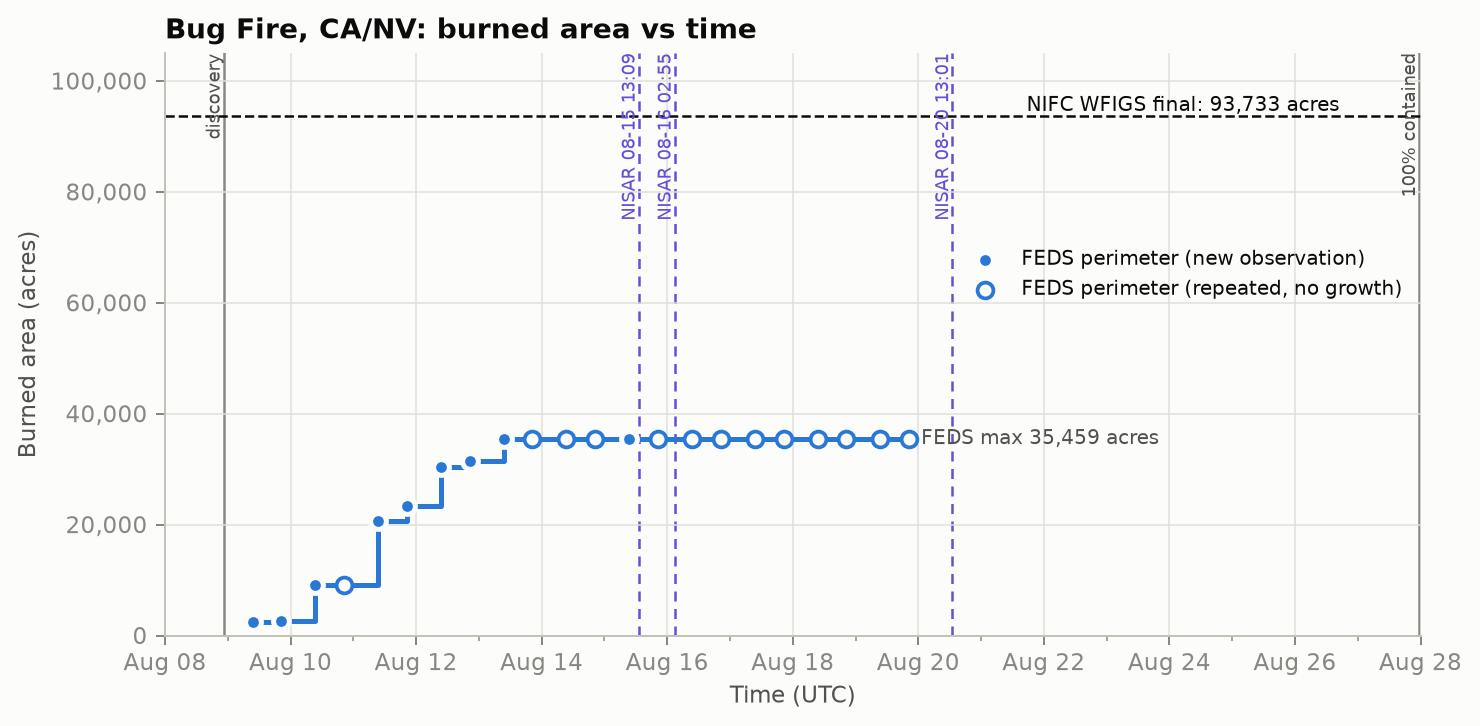 Bug Fire, CA/NV: burned area vs time
discovery
NISAR 08-15 13:09
NISAR 08-16 02:55
NISAR 08-20 13:01
100% contained
NIFC WFIGS final: 93,733 acres
FEDS perimeter (new observation)
FEDS perimeter (repeated, no growth)
FEDS max 35,459 acres
Burned area (acres)
100,000
80,000
60,000
40,000
20,000
0
Aug 08 Aug 10 Aug 12 Aug 14 Aug 16 Aug 18 Aug 20 Aug 22 Aug 24 Aug 26 Aug 28
Time (UTC)